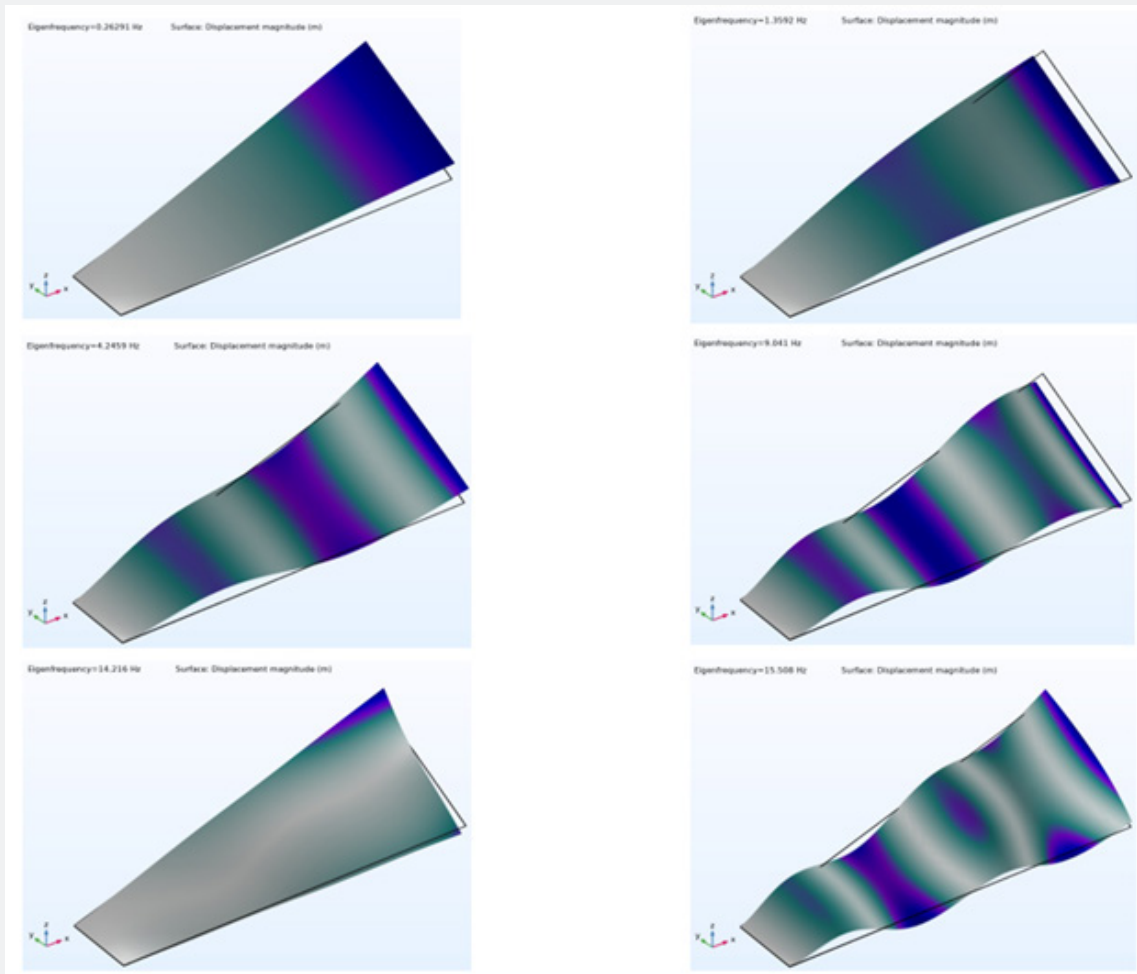 Eigenfrequency=0.26291 Hz Surface: Displacement magnitude (m)
Eigenfrequency=1.3592 Hz Surface: Displacement magnitude (m)
z
y
x
z
y
x
Eigenfrequency=4.2459 Hz Surface: Displacement magnitude (m)
Eigenfrequency=9.041 Hz Surface: Displacement magnitude (m)
z
y
x
z
y
x
Eigenfrequency=14.216 Hz Surface: Displacement magnitude (m)
Eigenfrequency=15.508 Hz Surface: Displacement magnitude (m)
z
y
x
z
y
x